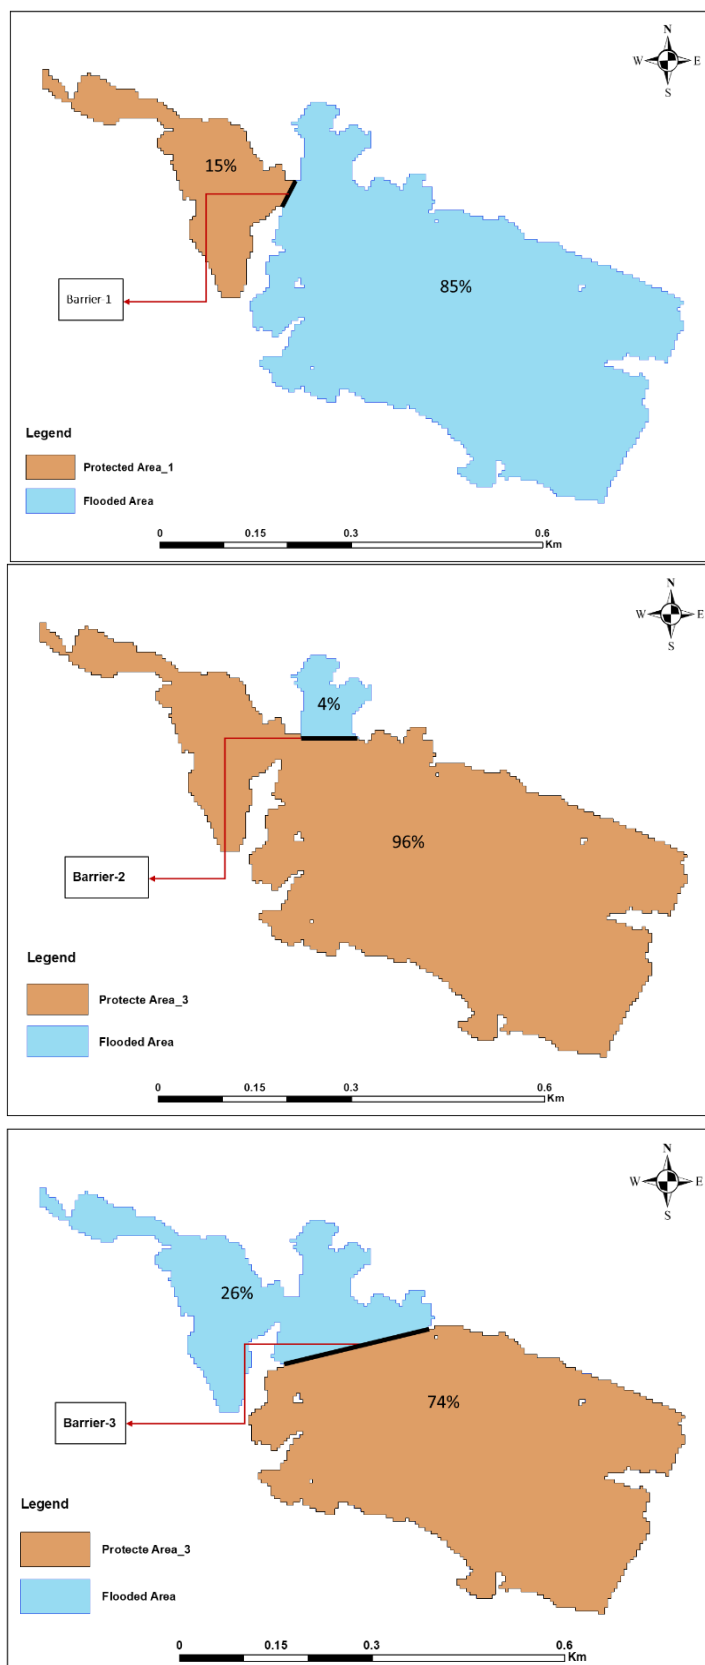 N
W E
S
15%
85%
Barrier-1
Legend
Protected Area_1
Flooded Area
0 0.15 0.3 0.6
Km
N
W E
S
4%
96%
Barrier-2
Legend
Protecte Area_3
Flooded Area
0 0.15 0.3 0.6
Km
N
W E
S
26%
74%
Barrier-3
Legend
Protecte Area_3
Flooded Area
0 0.15 0.3 0.6
Km